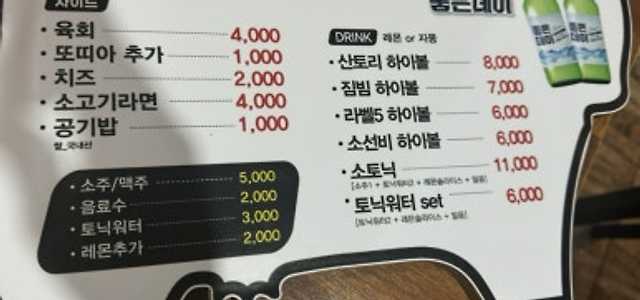 사이드
육회 4,000
또띠아 추가 1,000
치즈 2,000
소고기라면 4,000
공기밥 1,000
쌀_국내산
소주/맥주 5,000
음료수 2,000
토닉워터 3,000
레몬추가 2,000
좋은데이
DRINK 레몬 or 자몽
산토리 하이볼 8,000
짐빔 하이볼 7,000
라벨5 하이볼 6,000
소선비 하이볼 6,000
소토닉 11,000
[소주1 + 토닉워터2 + 레몬슬라이스 + 얼음]
토닉워터 set 6,000
[토닉워터2 + 레몬슬라이스 + 얼음]